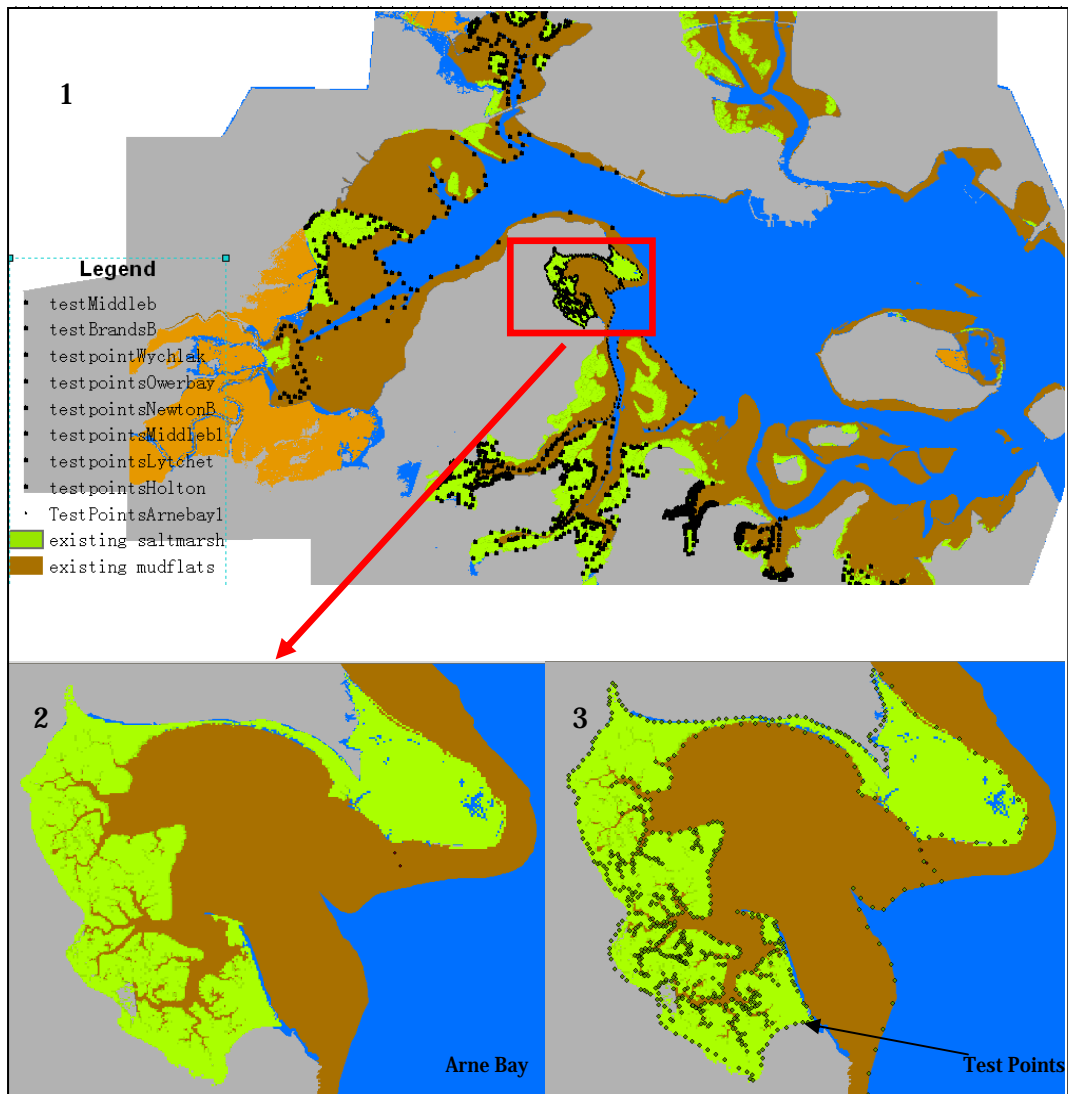 1
Legend
testMiddleb
testBrandsB
testpointWychlak
testpointsOwerbay
testpointsNewtonB
testpointsMiddlebl
testpointsLytchet
testpointsHolton
TestPointsArnebay1
existing saltmarsh
existing mudflats
2
3
Arne Bay
Test Points